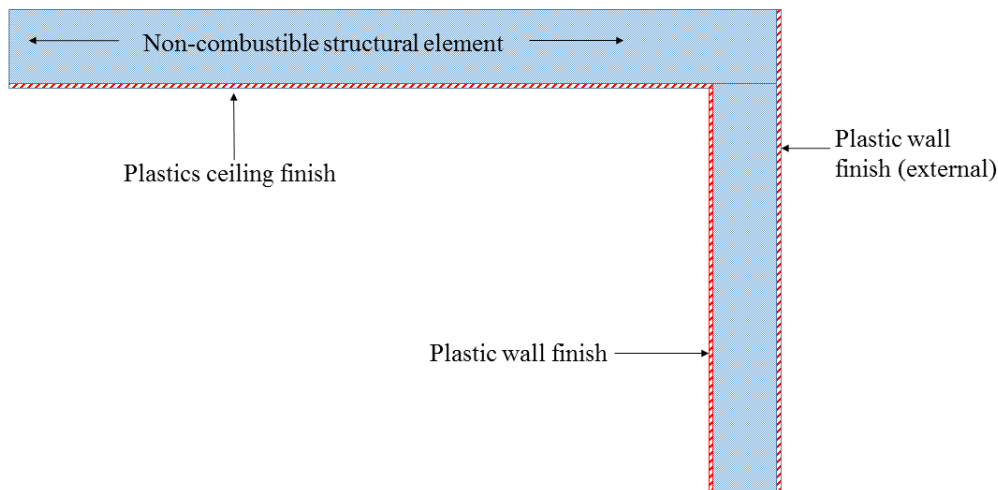 Non-combustible structural element
Plastics ceiling finish
Plastic wall
finish (external)
Plastic wall finish